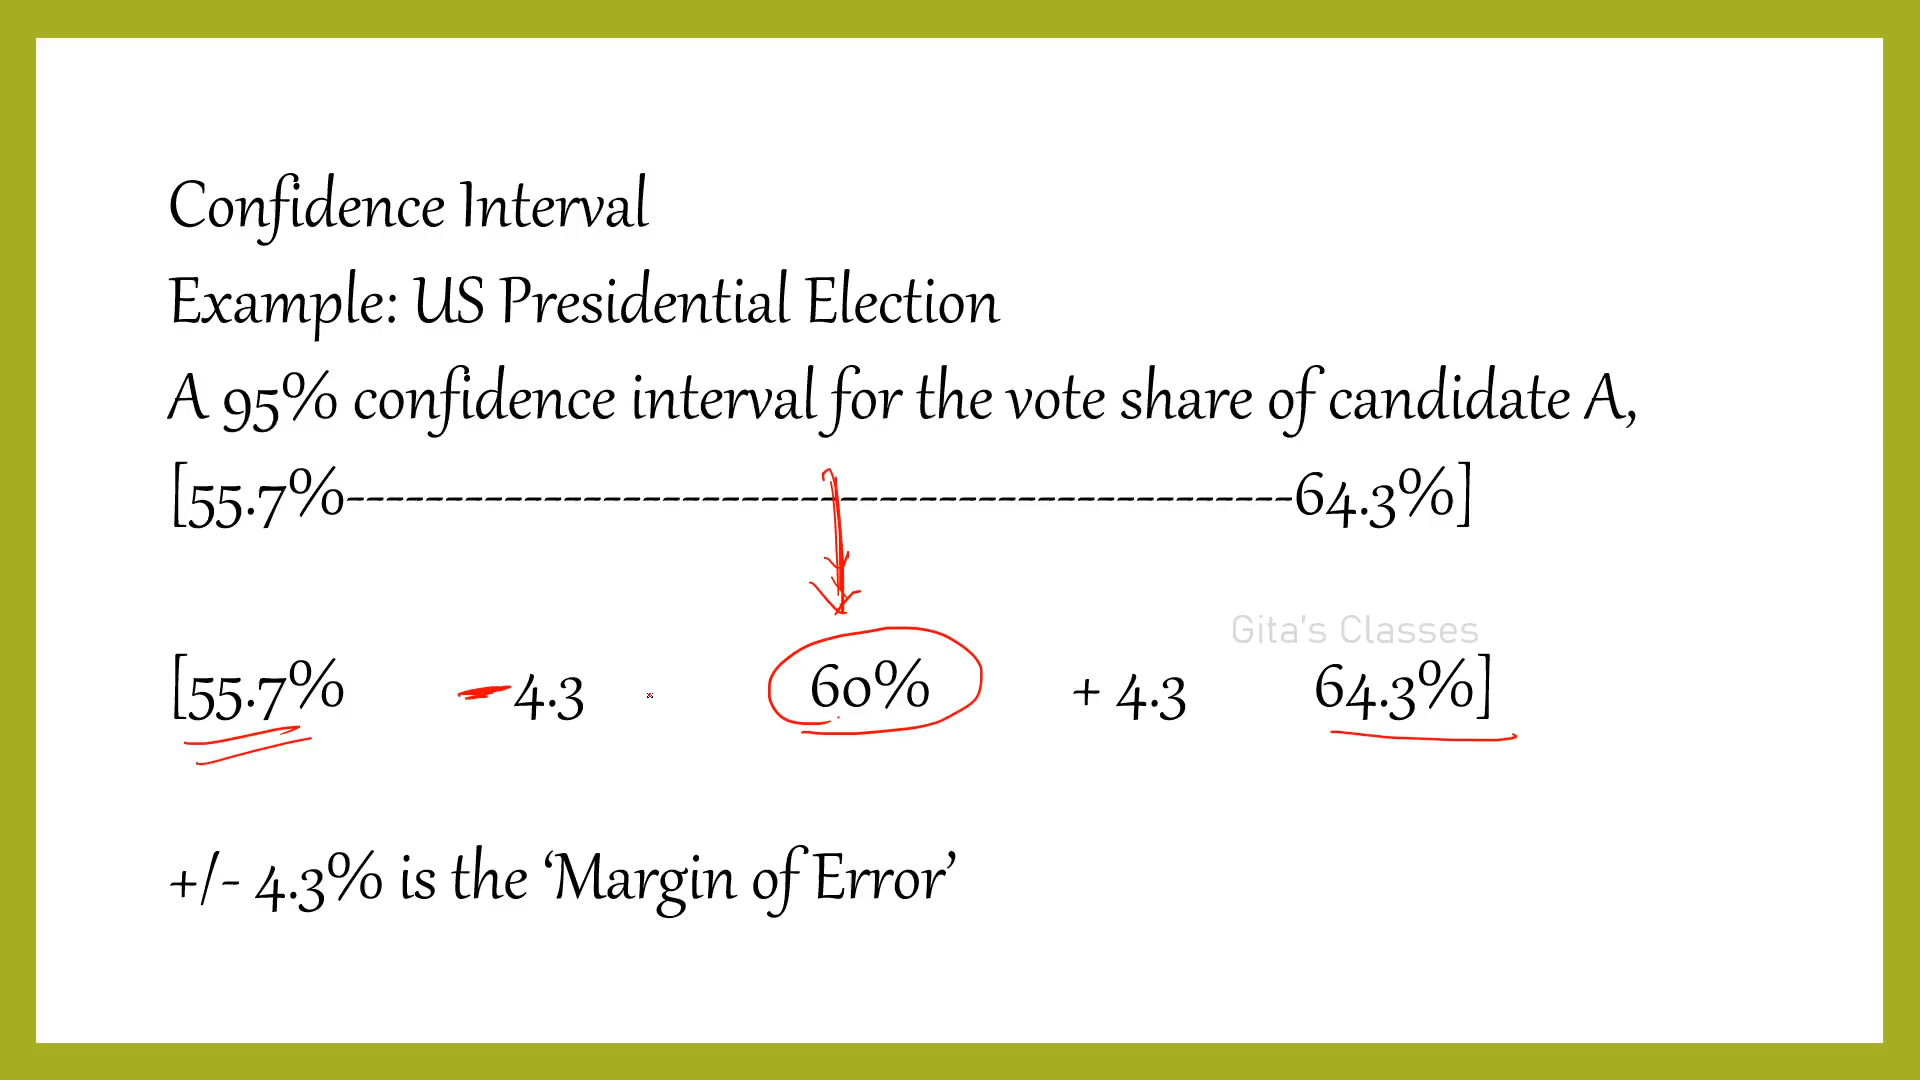 Confidence Interval
Example: US Presidential Election
A 95% confidence interval for the vote share of candidate A,
[55.7%------------------------------------------------64.3%]
Gita's Classes
[55.7% - 4.3 60% + 4.3 64.3%]
+/- 4.3% is the ‘Margin of Error’